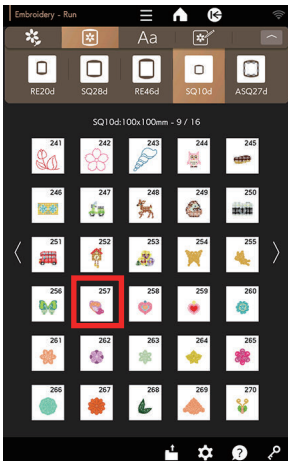 Embroidery - Run
Aa
RE20d SQ28d RE46d SQ10d ASQ27d
SQ10d:100x100mm - 9 / 16
241 242 243 244 245
246 247 248 249 250
251 252 253 254 255
256 257 258 259 260
261 262 263 264 265
266 267 268 269 270
?